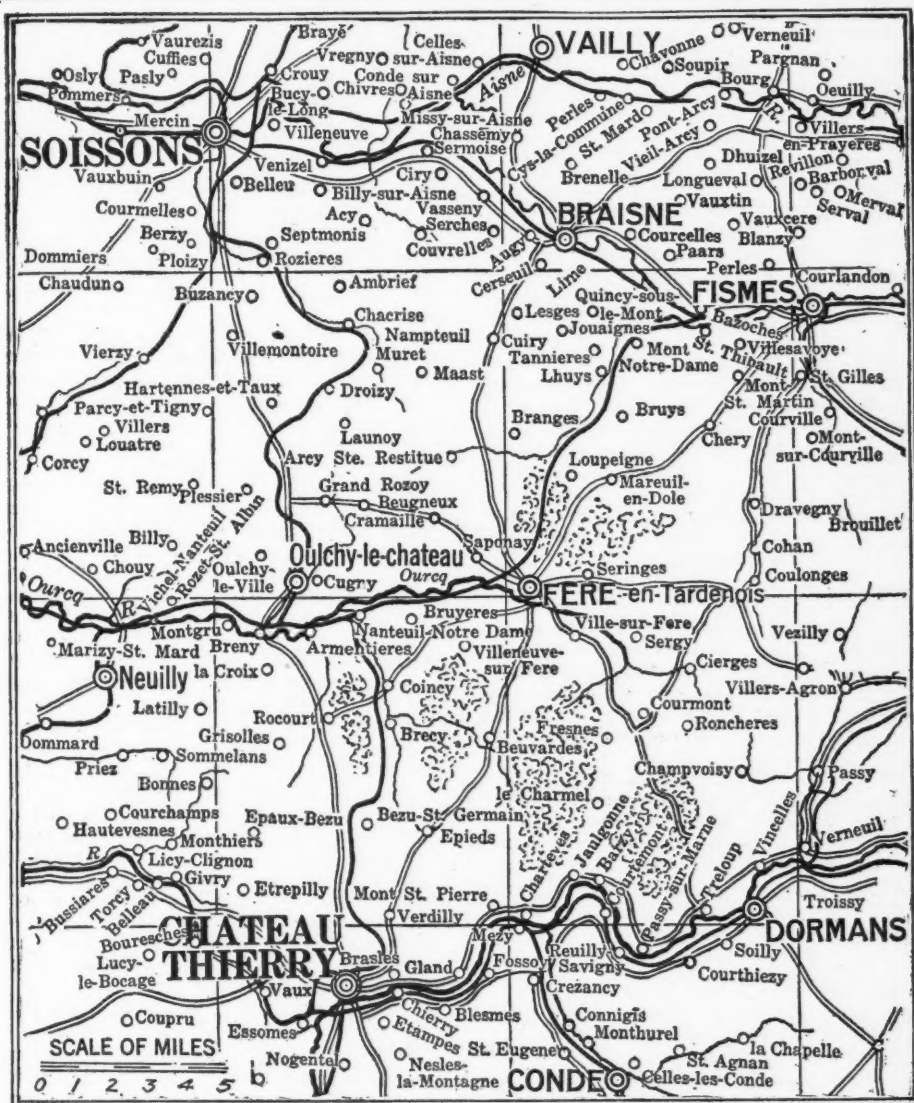 Vaurezis
Cuffies
Braye
Vregny
Celles
sur-Aisne
VAILLY
Chavonne
Verneuil
Pargnan
Osly
Pasly
Crouy
Conde sur
Aisne
Aisne
Soupir
Bourg
Oeuilly
Pommers
Bucy-
le-Long
Chivres
Missy-sur-Aisne
Perles
Mercin
Villeneuve
Chassemy
Cys-la-Commune
St. Mard
Pont-Arcy
R.
Villers
en-Prayeres
SOISSONS
Venizel
Sermoise
Vieil-Arcy
Dhuizel
Revillon
Barborval
Vauxbuin
Belleu
Ciry
Brenelle
Longueval
Merval
Billy-sur-Aisne
Serval
Courmelles
Acy
Vasseny
Serches
BRAISNE
Vauxtin
Vauxcere
Berzy
Septmonis
Couvrelles
Augy
Courcelles
Blanzy
Dommiers
Ploizy
Rozieres
Paars
Cerseuil
Lime
Perles
Courlandon
Chaudun
Ambrief
Buzancy
Quincy-sous-
le-Mont
FISMES
Chacrise
Lesges
Jouaignes
Bazoches
Nampteuil
Muret
Cuiry
Tannieres
Mont
Notre-Dame
St. Thibault
Villesavoye
Vierzy
Villemontoire
Maast
Lhuys
Mont-
St. Martin
St. Gilles
Hartennes-et-Taux
Droizy
Courville
Parcy-et-Tigny
Branges
Bruys
Chery
Villers
Louatre
Launoy
Mont-
sur-Courville
Corcy
Arcy Ste. Restitue
Loupeigne
St. Remy
Plessier
Grand Rozoy
Mareuil-
en-Dole
Beugneux
Dravegny
Brouillet
Cramaille
Billy
Vichel-Nanteuil
Rozet-St. Albin
Saponay
Cohan
Ancienville
Chouy
Oulchy-
le-Ville
Oulchy-le-chateau
Cugry
Ourcq
Seringes
Coulonges
Ourcq
R.
FERE-en-Tardenois
Montgru
Bruyeres
Ville-sur-Fere
Marizy-St. Mard
Breny
Nanteuil-Notre Dame
Armentieres
Sergy
Vezilly
Neuilly
la Croix
Villeneuve-
sur Fere
Cierges
Latilly
Coincy
Villers-Agron
Rocourt
Courmont
Grisolles
Brecy
Fresnes
Roncheres
Dommard
Sommelans
Beuvardes
Priez
Champvoisy
Passy
Bonnes
le Charmel
Courchamps
Epaux-Bezu
Bezu-St. Germain
Hautevesnes
Monthiers
Epieds
Charteves
Jaulgonne
Barzy
Courtemont
Passy-sur-Marne
Treloup
Vincelles
Verneuil
R
Licy-Clignon
Givry
Etrepilly
Mont St. Pierre
Bussiares
Torcy
Belleau
Verdilly
Troissy
Bouresches
CHATEAU
THIERRY
Mezy
Reuilly
Savigny
DORMANS
Soilly
Lucy-
le-Bocage
Brasles
Gland
Fossoy
Courthiezy
Vaux
Crezancy
Coupru
Essomes
Chierry
Etampes
Blesmes
Connigis
Monthurel
SCALE OF MILES
0 1 2 3 4 5
Nogentel
Nesles-
la-Montagne
St. Eugene
CONDE
St. Agnan
la Chapelle
Celles-les-Conde